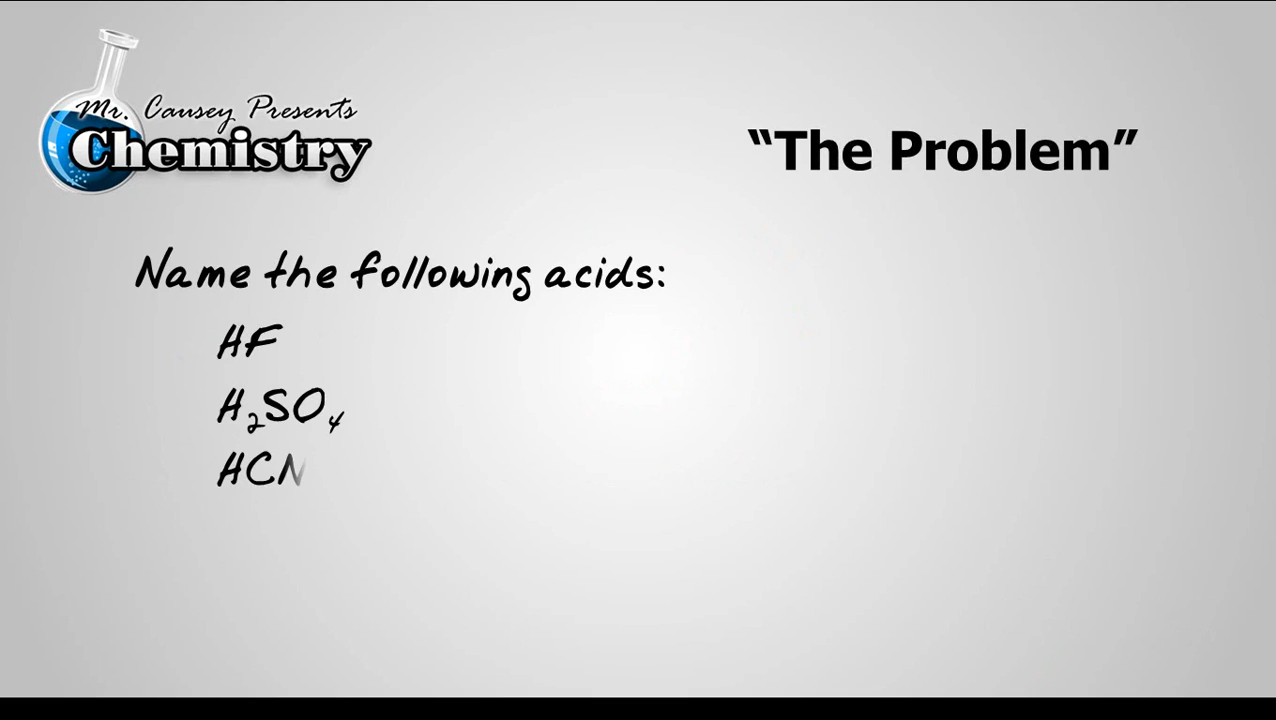 Mr. Causey Presents
Chemistry
“The Problem”
Name the following acids:
HF
H₂SO₄
HCN